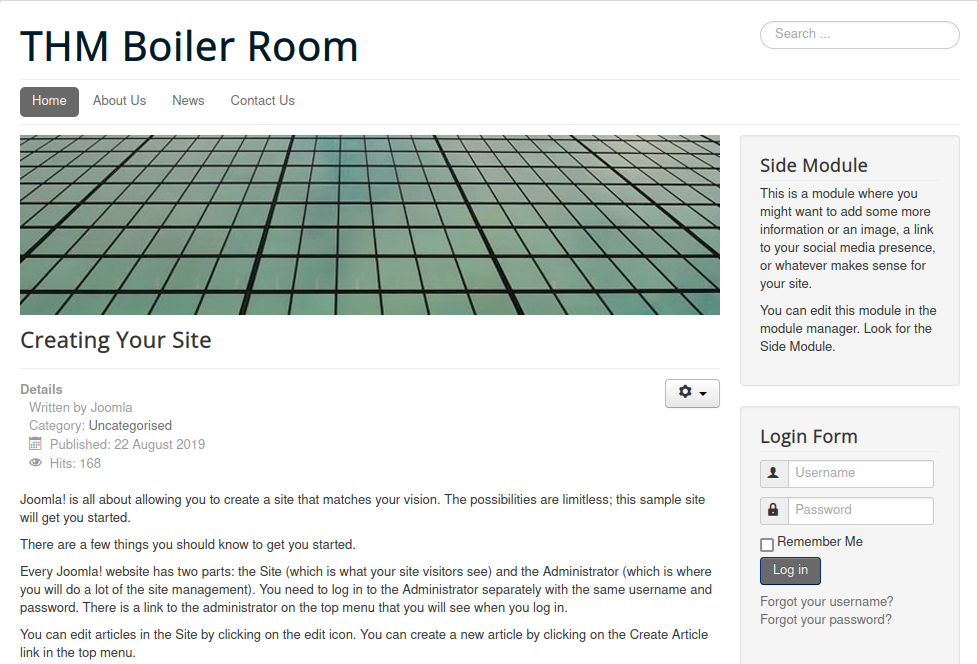 THM Boiler Room
Search ...
Home
About Us
News
Contact Us
Creating Your Site
Details
Written by Joomla
Category: Uncategorised
Published: 22 August 2019
Hits: 168
Joomla! is all about allowing you to create a site that matches your vision. The possibilities are limitless; this sample site
will get you started.
There are a few things you should know to get you started.
Every Joomla! website has two parts: the Site (which is what your site visitors see) and the Administrator (which is where
you will do a lot of the site management). You need to log in to the Administrator separately with the same username and
password. There is a link to the administrator on the top menu that you will see when you log in.
You can edit articles in the Site by clicking on the edit icon. You can create a new article by clicking on the Create Article
link in the top menu.
Side Module
This is a module where you
might want to add some more
information or an image, a link
to your social media presence,
or whatever makes sense for
your site.
You can edit this module in the
module manager. Look for the
Side Module.
Login Form
Username
Password
Remember Me
Log in
Forgot your username?
Forgot your password?